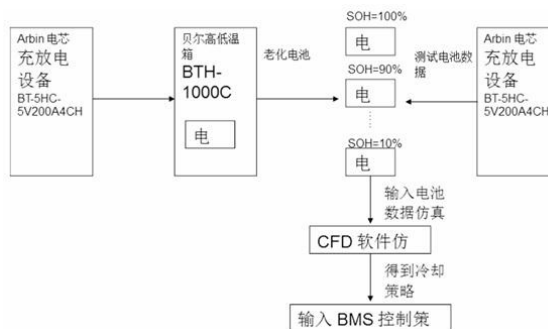 Arbin 电芯
充放电
设备
BT-5HC-
5V200A4CH
贝尔高低温
箱
BTH-
1000C
电
老化电池
SOH=100%
电
SOH=90%
电
SOH=10%
电
测试电池数
据
Arbin 电芯
充放电
设备
BT-5HC-
5V200A4CH
输入电池
数据仿真
CFD 软件仿
得到冷却
策略
输入 BMS 控制策